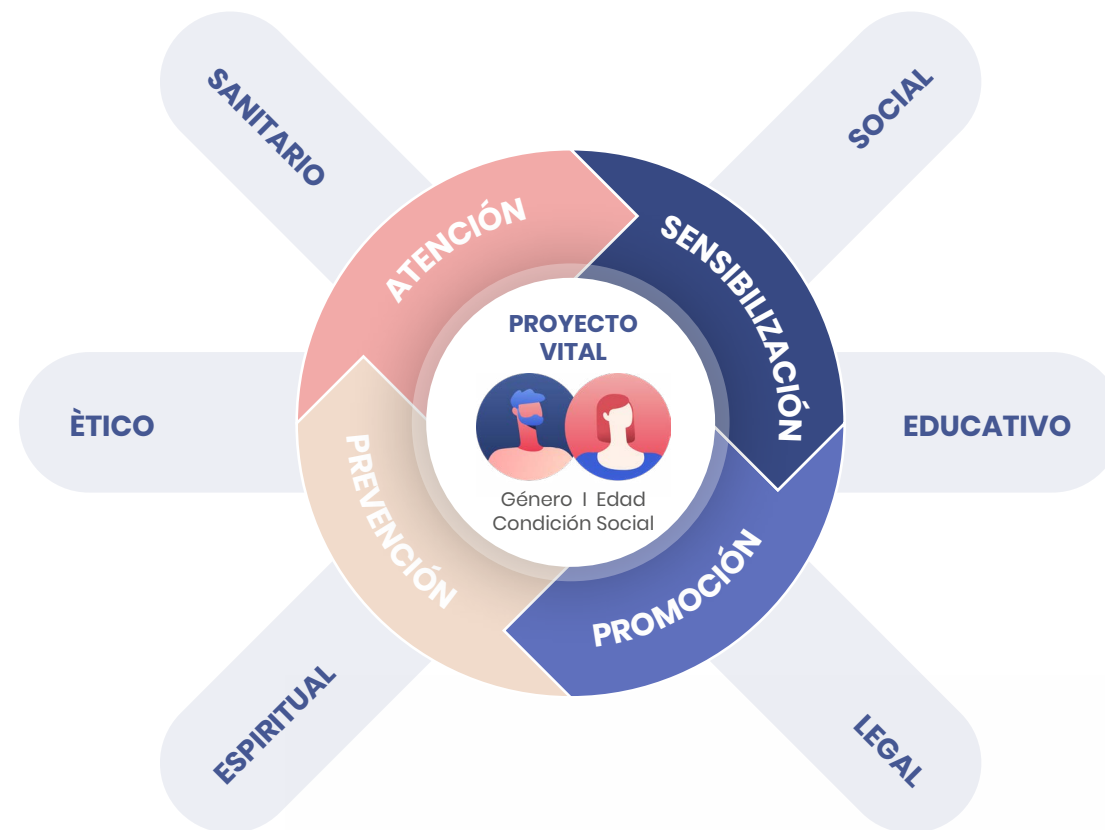 SANITARIO
SOCIAL
ATENCIÓN
SENSIBILIZACIÓN
PROYECTO
VITAL
ÈTICO
EDUCATIVO
Género I Edad
Condición Social
PREVENCIÓN
PROMOCIÓN
ESPIRITUAL
LEGAL